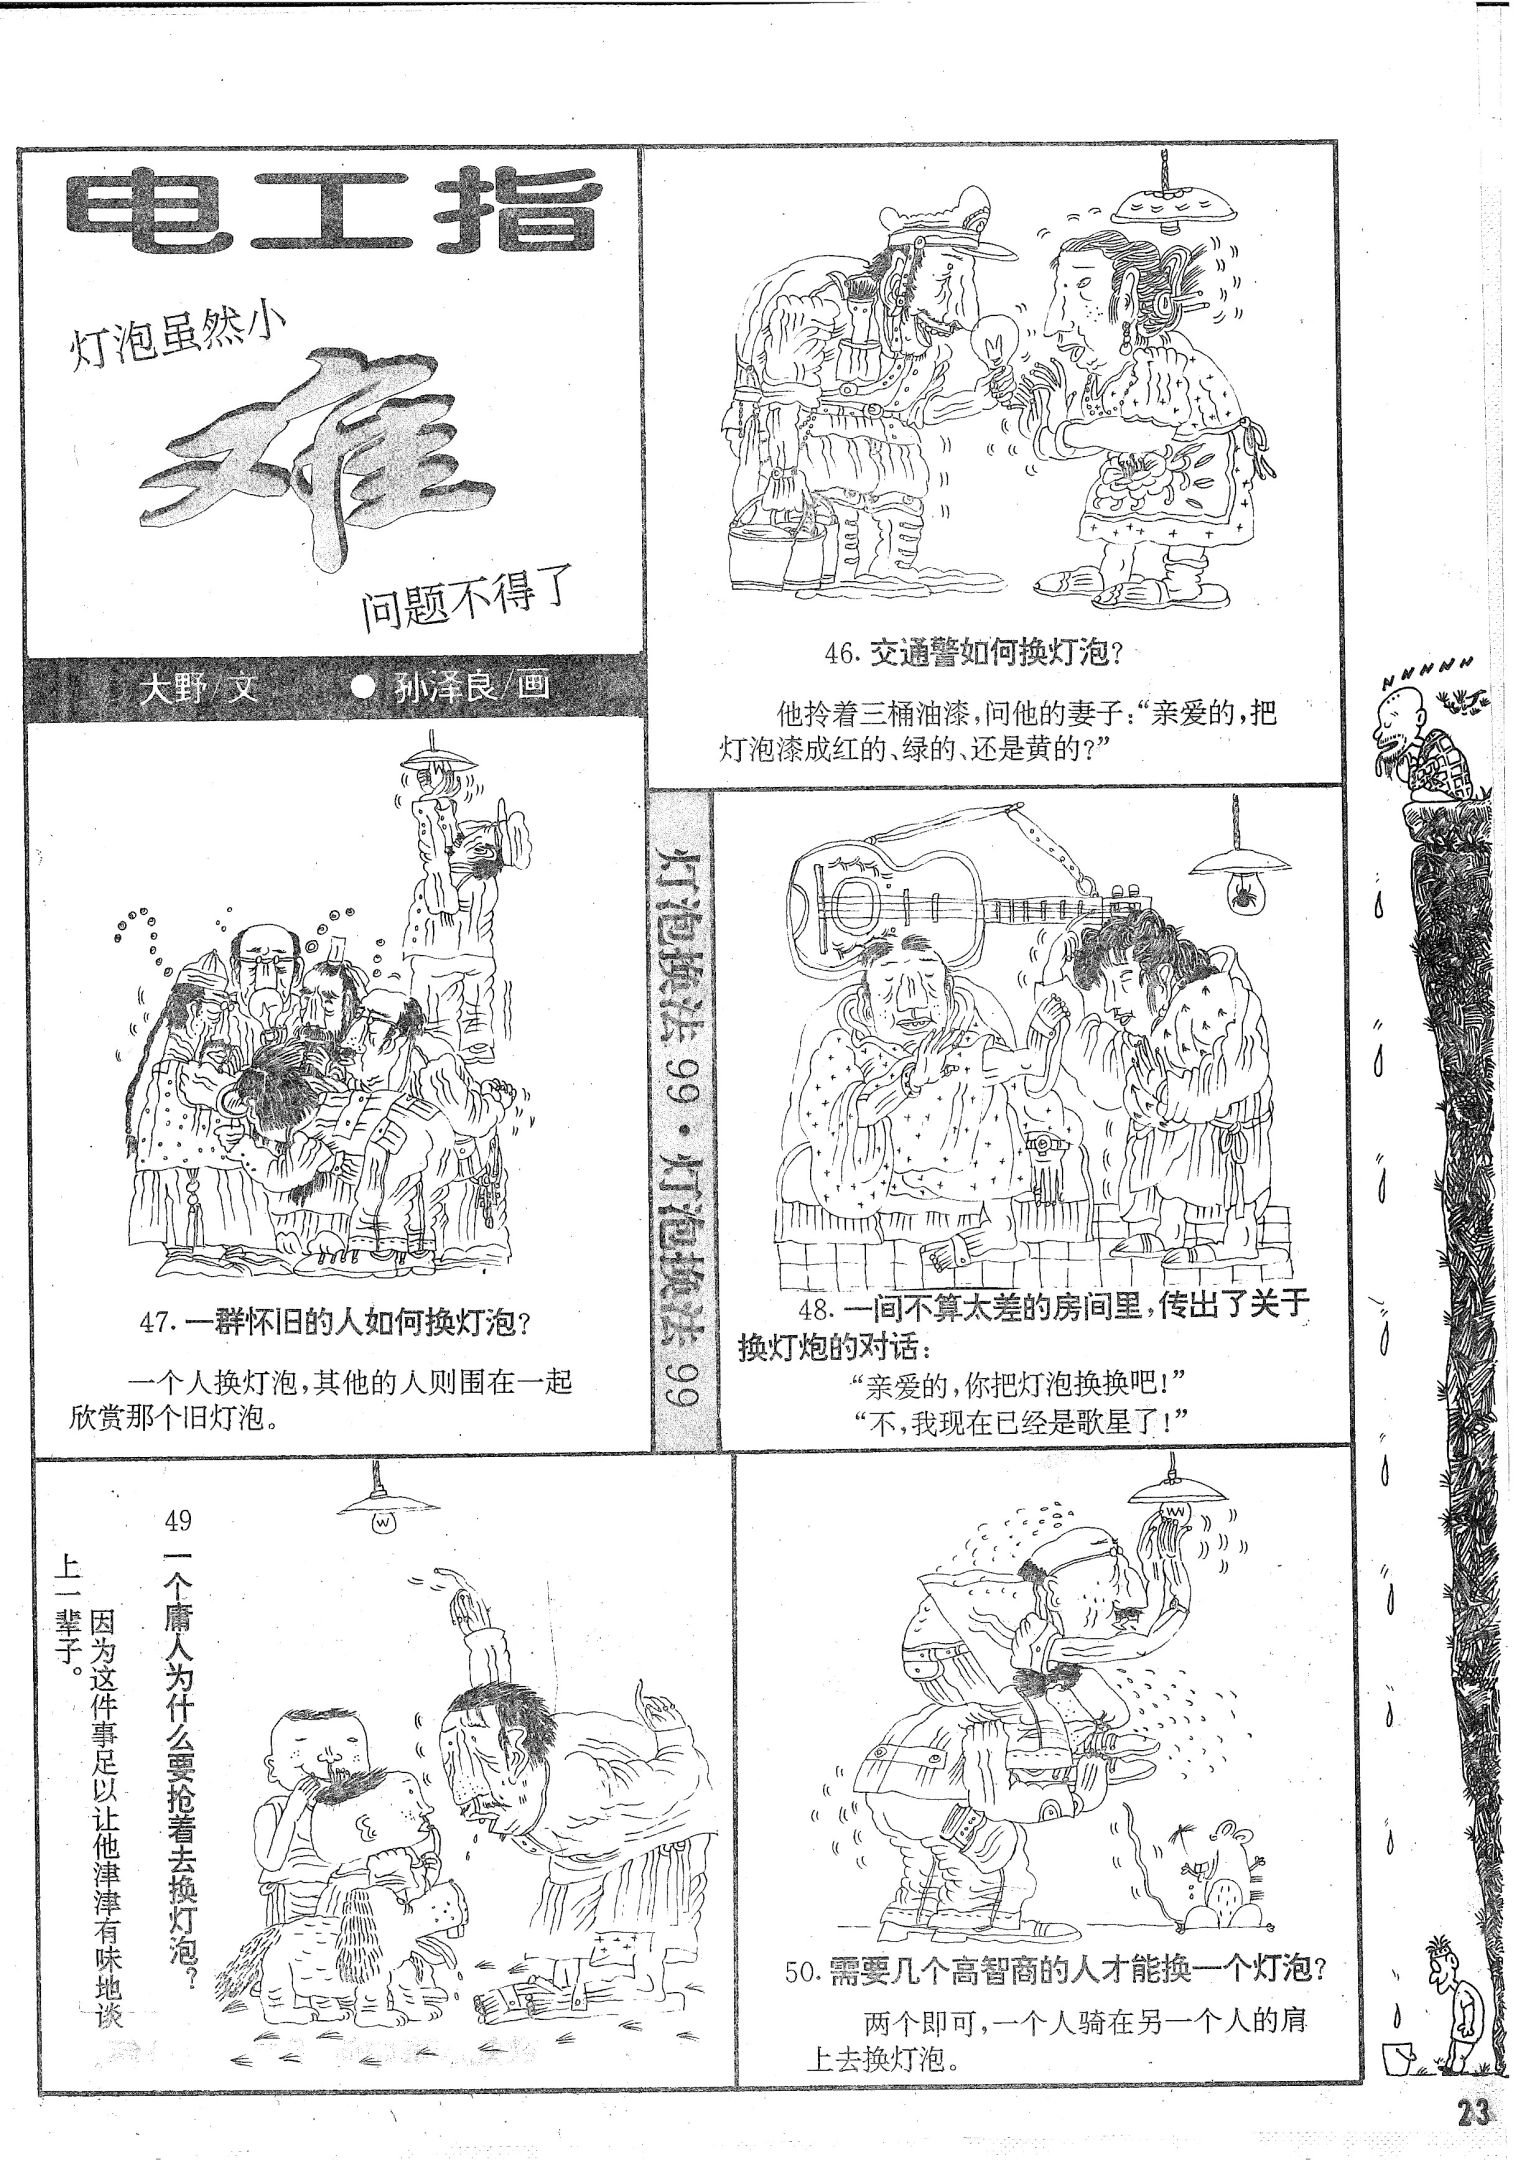 电工指
灯泡虽然小
难
问题不得了
大野/文 ● 孙泽良/画
46. 交通警如何换灯泡?
他拎着三桶油漆,问他的妻子:“亲爱的,把
灯泡漆成红的、绿的、还是黄的?”
47. 一群怀旧的人如何换灯泡?
一个人换灯泡,其他的人则围在一起
欣赏那个旧灯泡。
灯泡换法 99·灯泡换法 99
48. 一间不算太差的房间里,传出了关于
换灯炮的对话:
“亲爱的,你把灯泡换换吧!”
“不,我现在已经是歌星了!”
49 一个庸人为什么要抢着去换灯泡?
因为这件事足以让他津津有味地谈
上一辈子。
50. 需要几个高智商的人才能换一个灯泡?
两个即可,一个人骑在另一个人的肩
上去换灯泡。
23